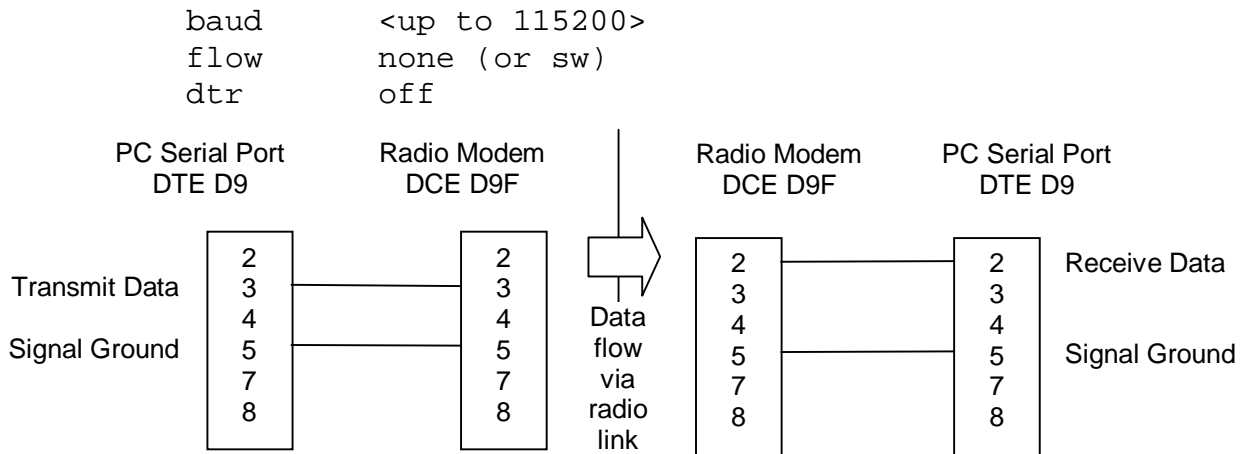 baud <up to 115200>
flow none (or sw)
dtr off
PC Serial Port
DTE D9
Radio Modem
DCE D9F
Radio Modem
DCE D9F
PC Serial Port
DTE D9
Transmit Data
Signal Ground
2
3
4
5
7
8
2
3
4
5
7
8
Data
flow
via
radio
link
2
3
4
5
7
8
2
3
4
5
7
8
Receive Data
Signal Ground